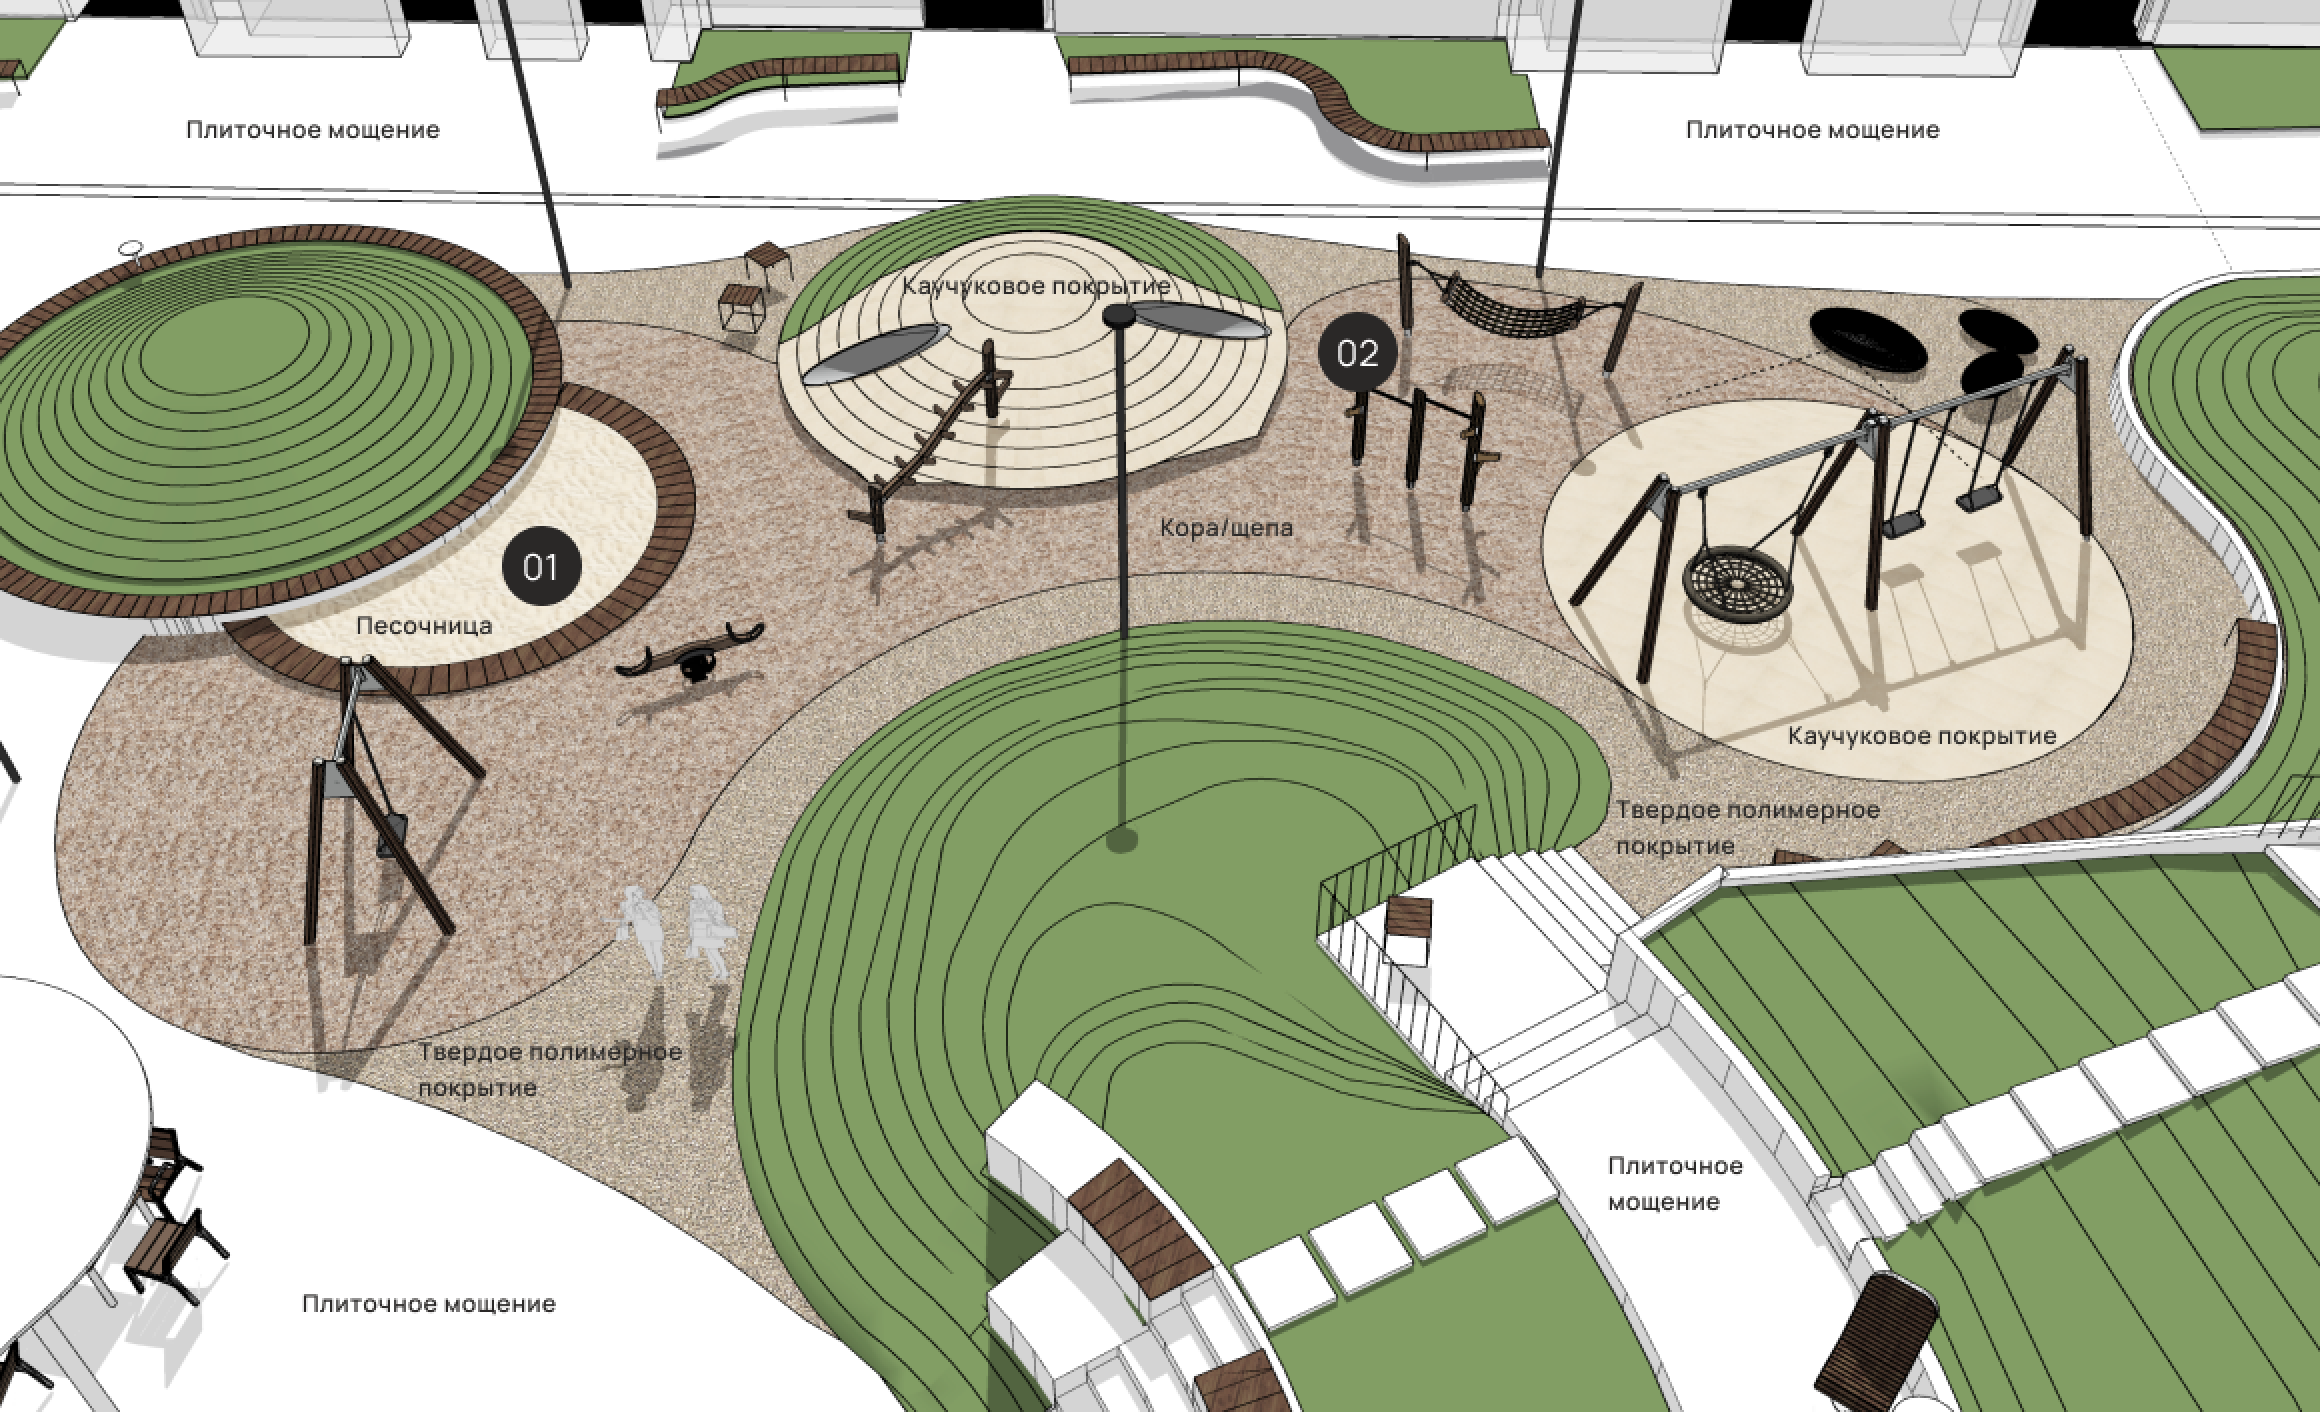 Плиточное мощение
Плиточное мощение
Каучуковое покрытие
02
Кора/щепа
01
Песочница
Каучуковое покрытие
Твердое полимерное
покрытие
Твердое полимерное
покрытие
Плиточное
мощение
Плиточное мощение